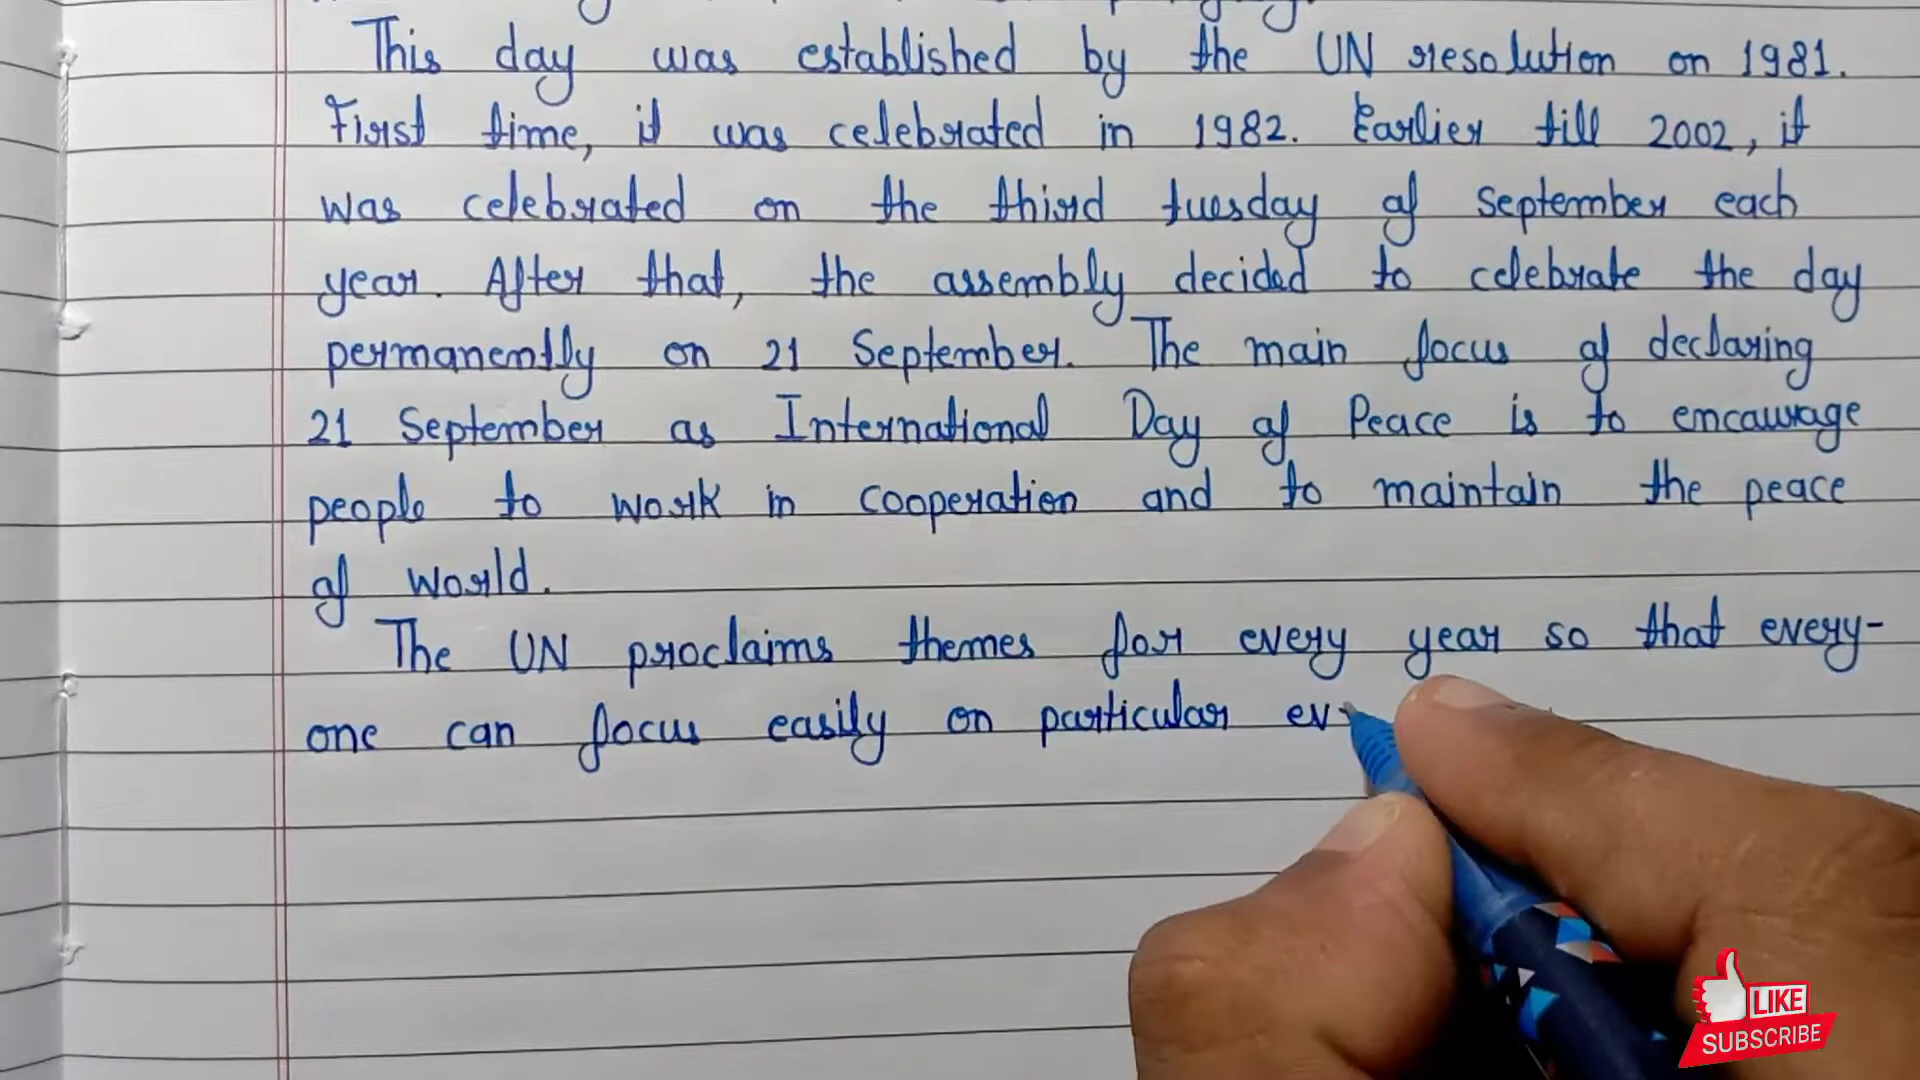 This day was established by the UN resolution on 1981.
First time, it was celebrated in 1982. Earlier till 2002, it
was celebrated on the third tuesday of September each
year. After that, the assembly decided to celebrate the day
permanently on 21 September. The main focus of declaring
21 September as International Day of Peace is to encourage
people to work in cooperation and to maintain the peace
of world.
The UN proclaims themes for every year so that every-
one can focus easily on particular ev
LIKE
SUBSCRIBE